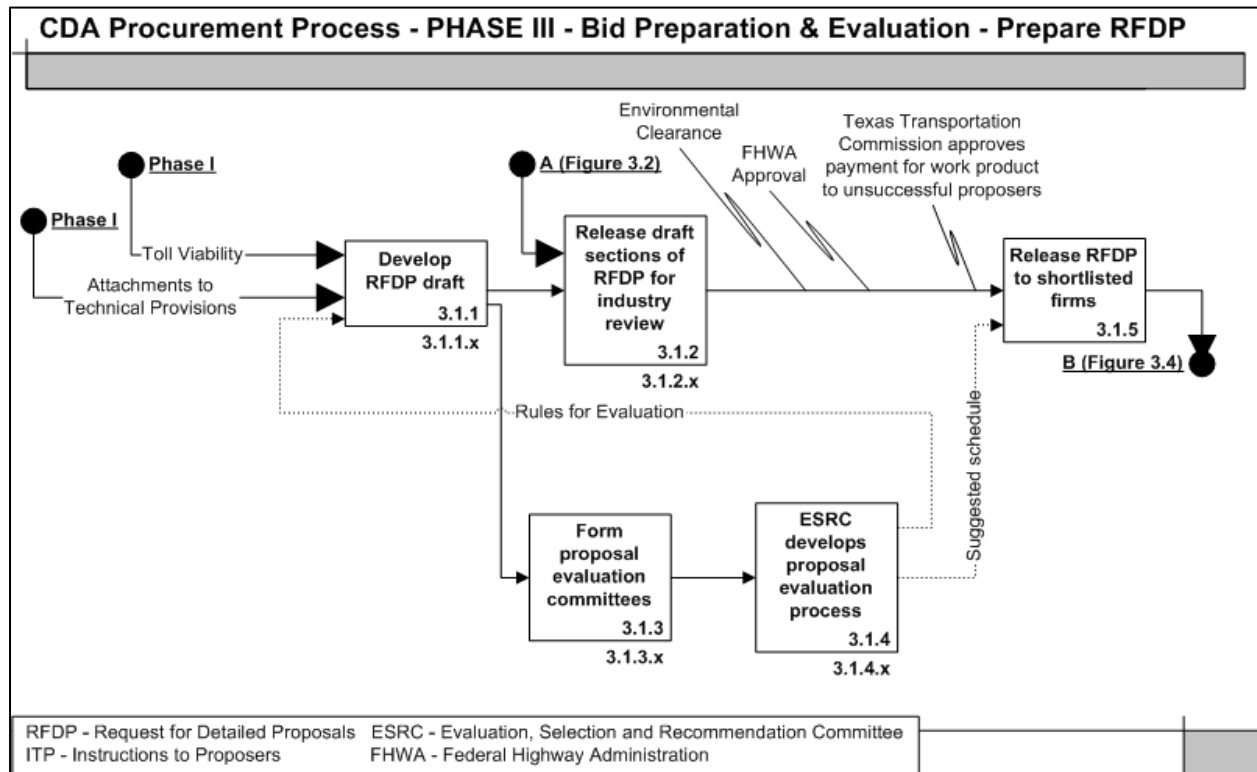 CDA Procurement Process - PHASE III - Bid Preparation & Evaluation - Prepare RFDP
Environmental
Clearance
FHWA
Approval
Texas Transportation
Commission approves
payment for work product
to unsuccessful proposers
Phase I
A (Figure 3.2)
Phase I
Toll Viability
Attachments to
Technical Provisions
Develop
RFDP draft
3.1.1
3.1.1.x
Release draft
sections of
RFDP for
industry
review
3.1.2
3.1.2.x
Release RFDP
to shortlisted
firms
3.1.5
B (Figure 3.4)
Rules for Evaluation
Suggested schedule
Form
proposal
evaluation
committees
3.1.3
3.1.3.x
ESRC
develops
proposal
evaluation
process
3.1.4
3.1.4.x
RFDP - Request for Detailed Proposals
ESRC - Evaluation, Selection and Recommendation Committee
ITP - Instructions to Proposers
FHWA - Federal Highway Administration